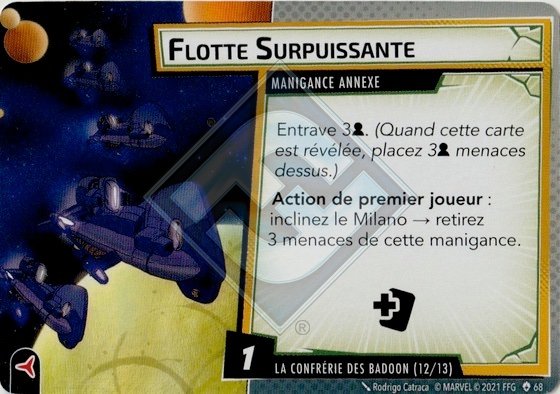 FLOTTE SURPUISSANTE
MANIGANCE ANNEXE
Entrave 3. (Quand cette carte
est révélée, placez 3 menaces
dessus.)
Action de premier joueur :
inclinez le Milano → retirez
3 menaces de cette manigance.
®
1
LA CONFRÉRIE DES BADOON (12/13)
Rodrigo Catraca © MARVEL © 2021 FFG 68